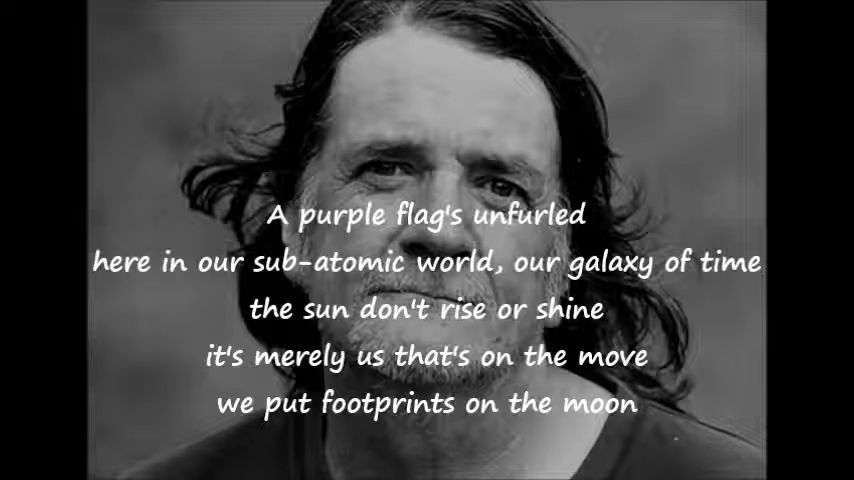 A purple flag's unfurled
here in our sub-atomic world, our galaxy of time
the sun don't rise or shine
it's merely us that's on the move
we put footprints on the moon